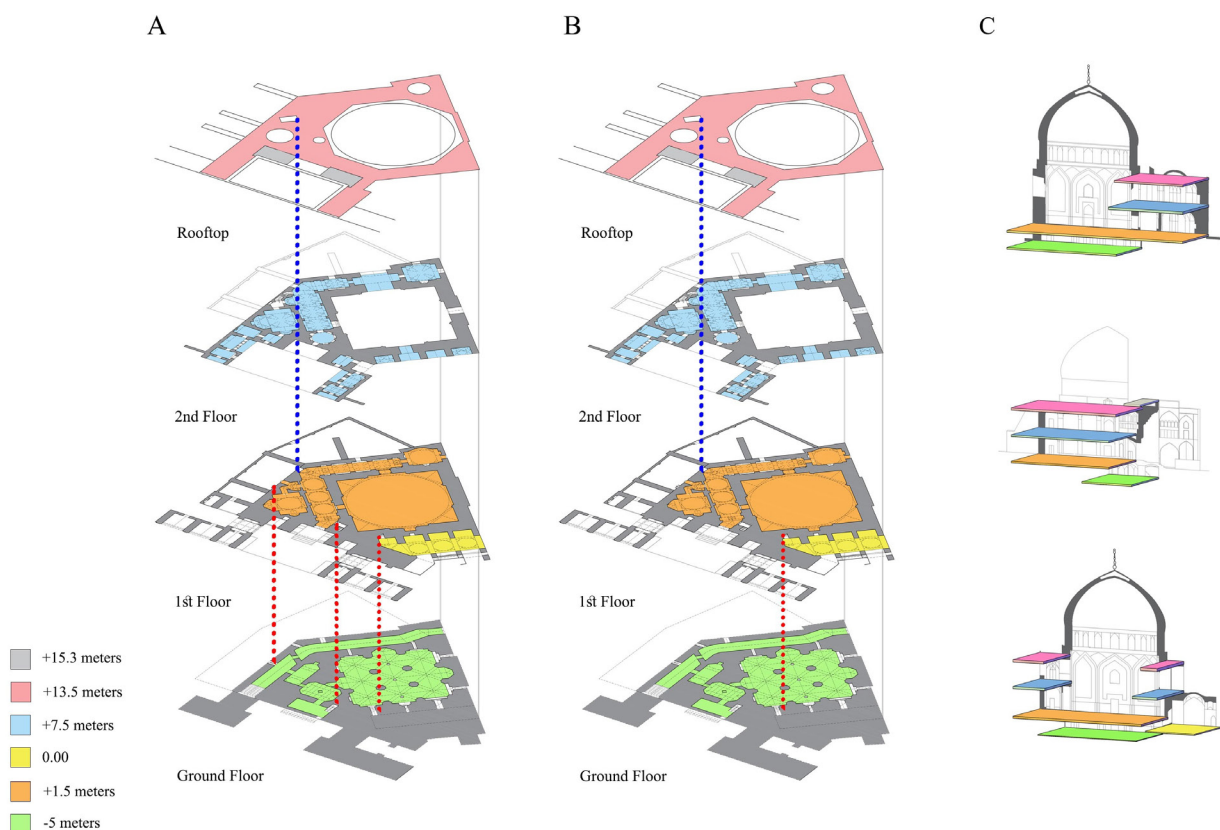 A
B
C
Rooftop
Rooftop
2nd Floor
2nd Floor
1st Floor
1st Floor
Ground Floor
Ground Floor
+15.3 meters
+13.5 meters
+7.5 meters
0.00
+1.5 meters
-5 meters